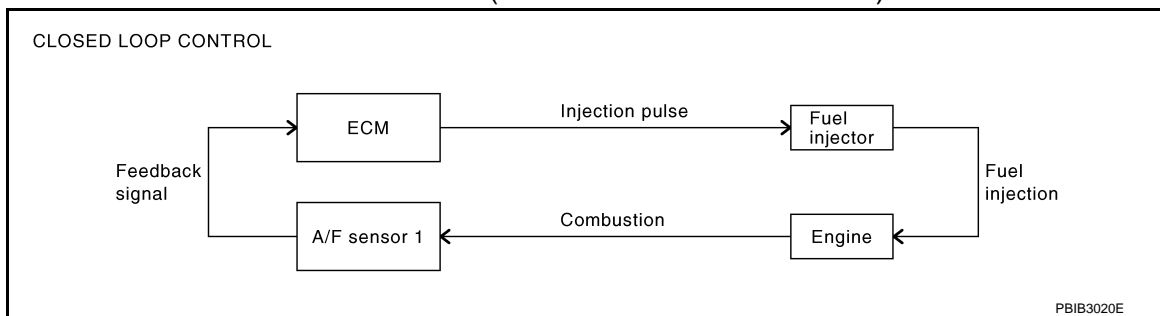 CLOSED LOOP CONTROL
ECM
Injection pulse
Fuel
injector
Feedback
signal
Fuel
injection
A/F sensor 1
Combustion
Engine
PBIB3020E